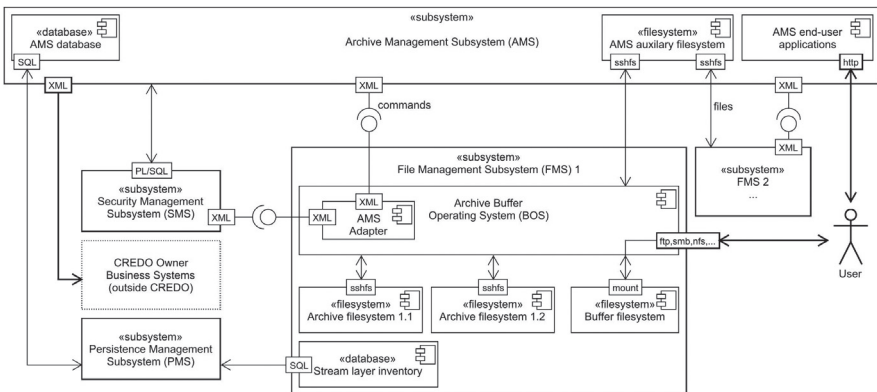 «subsystem»
Archive Management Subsystem (AMS)
«database»
AMS database
SQL
XML
XML
commands
«filesystem»
AMS auxilary filesystem
sshfs
sshfs
files
AMS end-user
applications
http
XML
PL/SQL
«subsystem»
Security Management
Subsystem (SMS)
XML
«subsystem»
File Management Subsystem (FMS) 1
XML
XML
AMS
Adapter
Archive Buffer
Operating System (BOS)
XML
«subsystem»
FMS 2
...
ftp,smb,nfs,...
User
CREDO Owner
Business Systems
(outside CREDO)
sshfs
«filesystem»
Archive filesystem 1.1
sshfs
«filesystem»
Archive filesystem 1.2
mount
«filesystem»
Buffer filesystem
«subsystem»
Persistence Management
Subsystem (PMS)
SQL
«database»
Stream layer inventory